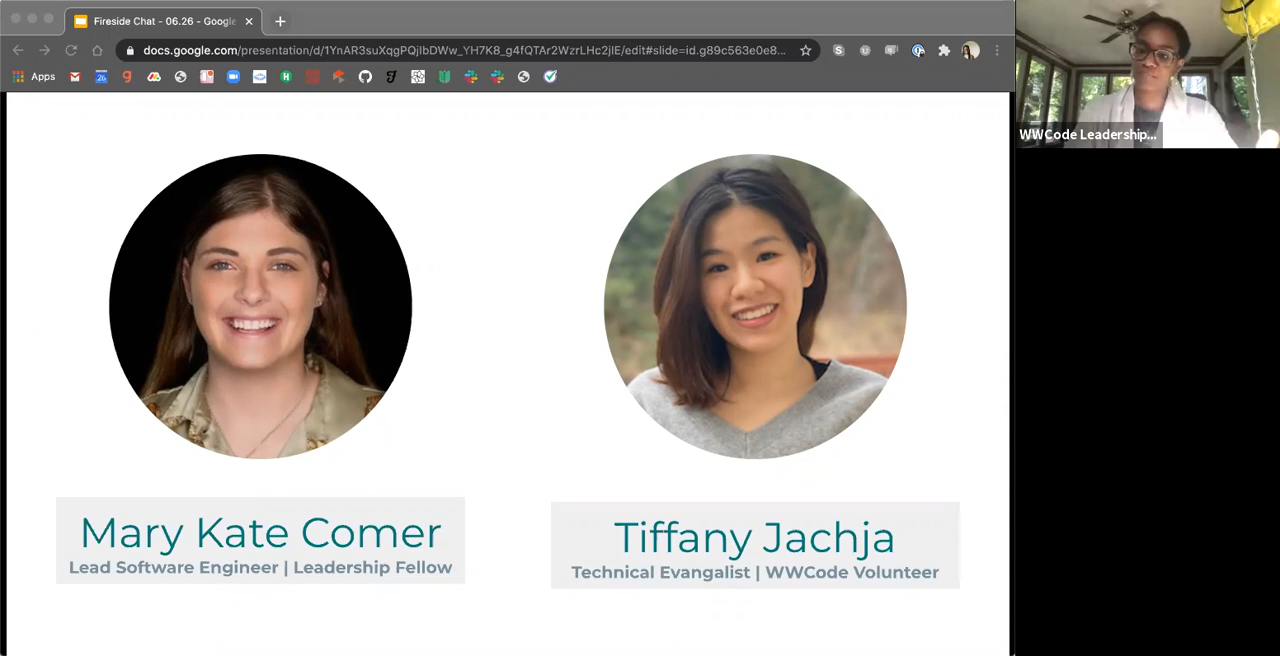 Fireside Chat - 06.26 - Google
docs.google.com/presentation/d/1YnAR3suXqgPQjlbDWw_YH7K8_g4fQTAr2WzrLHc2jlE/edit#slide=id.g89c563e0e8...
Apps
WWCode Leadership...
Mary Kate Comer
Lead Software Engineer | Leadership Fellow
Tiffany Jachja
Technical Evangalist | WWCode Volunteer